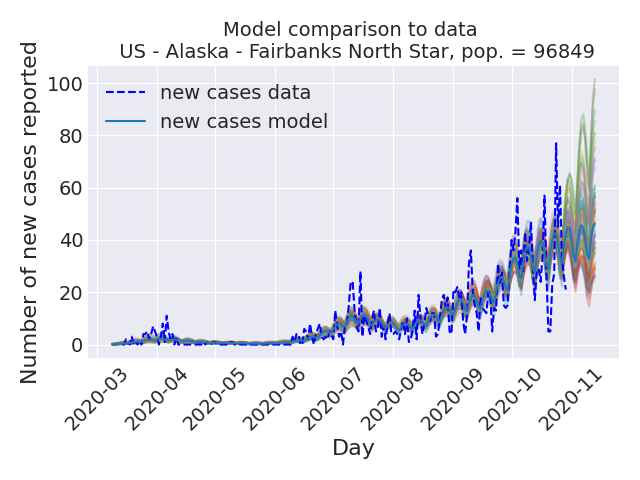 Model comparison to data
US - Alaska - Fairbanks North Star, pop. = 96849
Number of new cases reported
100
80
60
40
20
0
new cases data
new cases model
2020-03
2020-04
2020-05
2020-06
2020-07
2020-08
2020-09
2020-10
2020-11
Day